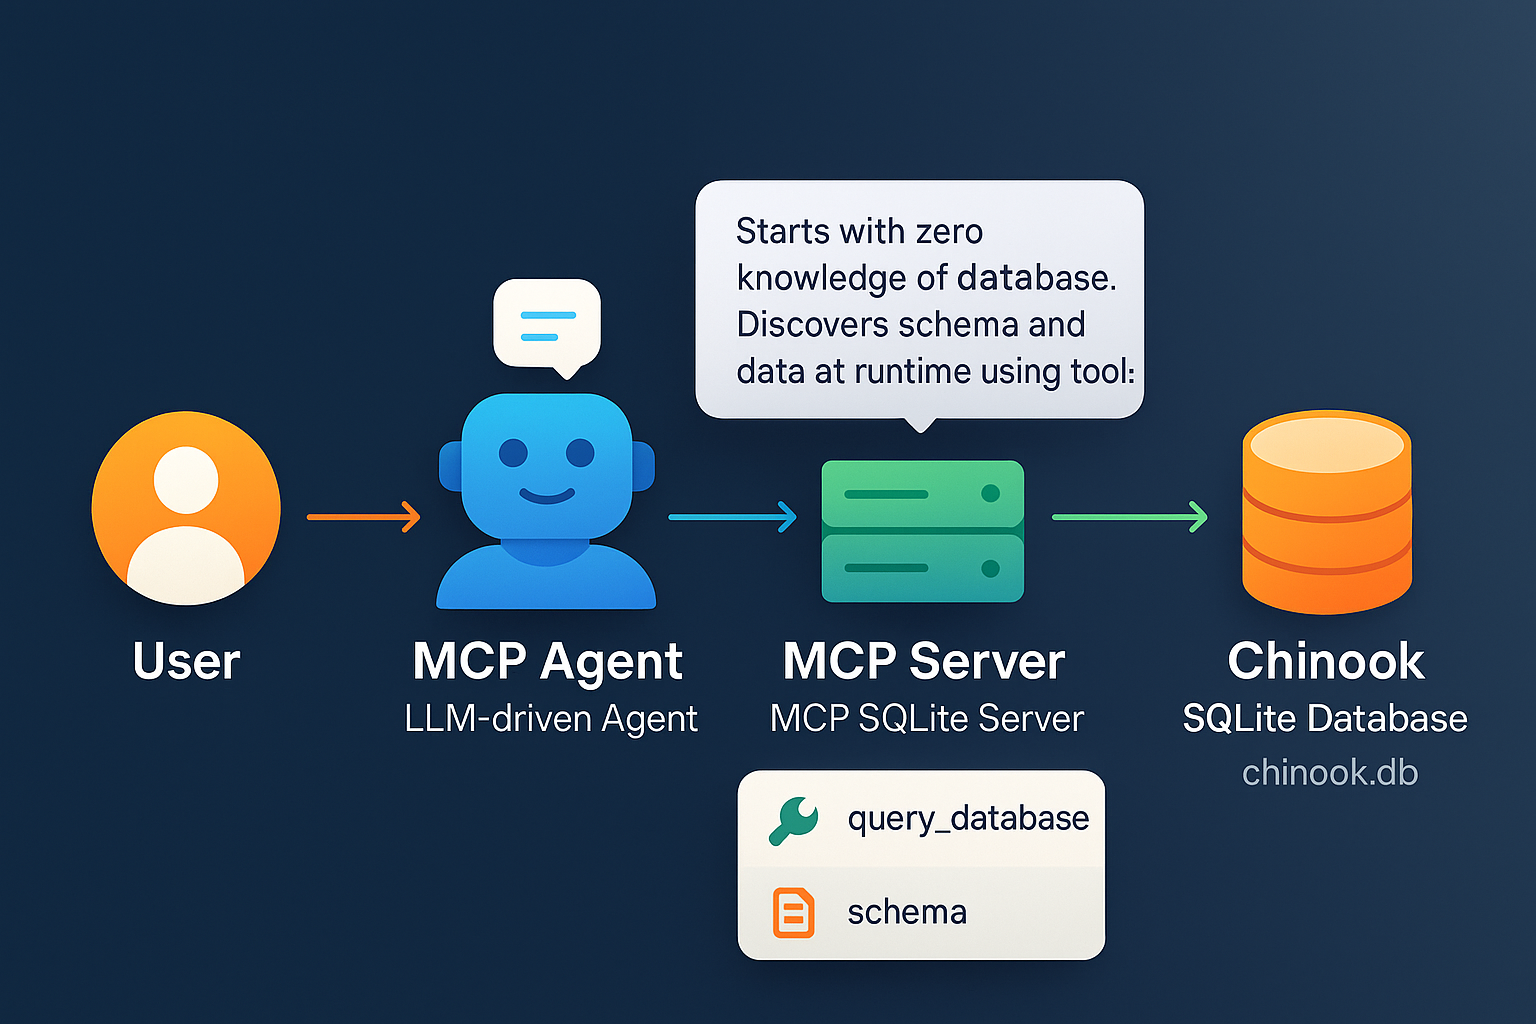 Starts with zero
knowledge of database.
Discovers schema and
data at runtime using tool:
User
MCP Agent
LLM-driven Agent
MCP Server
MCP SQLite Server
Chinook
SQLite Database
chinook.db
query_database
schema